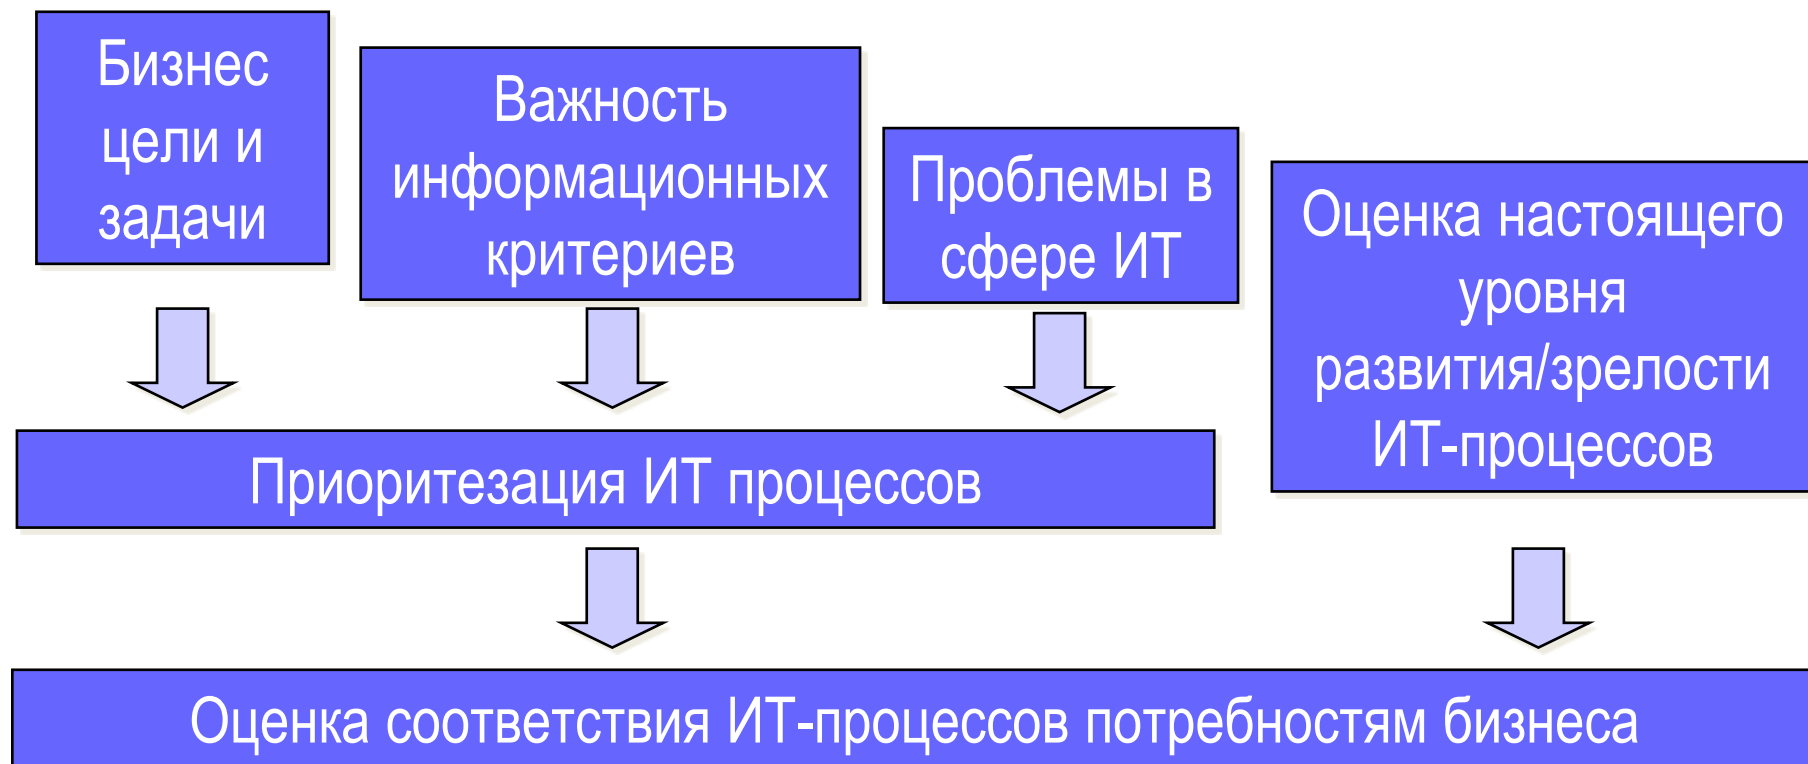 Бизнес
цели и
задачи
Важность
информационных
критериев
Проблемы в
сфере ИТ
Оценка настоящего
уровня
развития/зрелости
ИТ-процессов
Приоритезация ИТ процессов
Оценка соответствия ИТ-процессов потребностям бизнеса